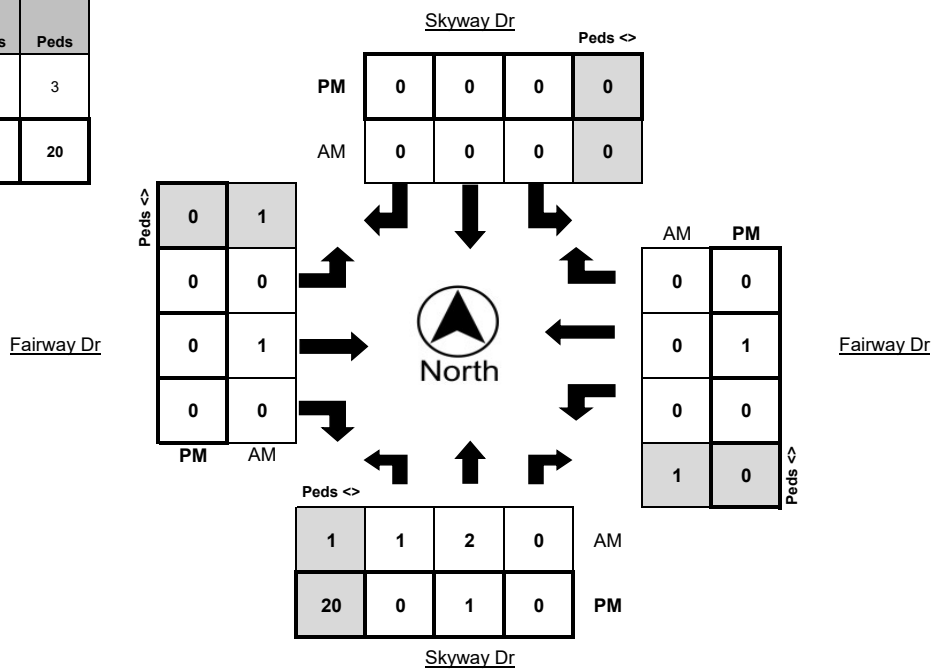 Skyway Dr
Peds <>
Peds
3
20
PM 0 0 0 0
AM 0 0 0 0
Peds <>
0 1
0 0
0 1
0 0
PM AM
Fairway Dr
North
AM PM
0 0
0 1
0 0
1 0
Peds <>
Fairway Dr
Peds <>
1 1 2 0 AM
20 0 1 0 PM
Skyway Dr